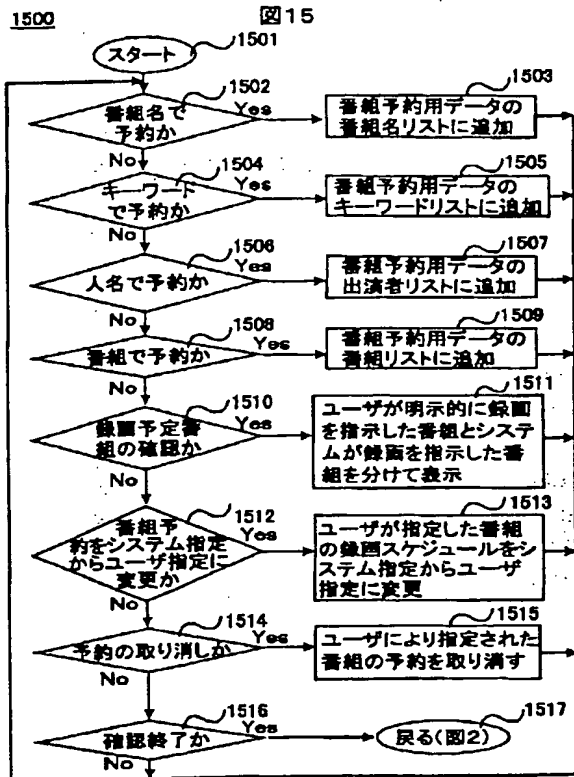 1500
図15
スタート
1501
1502
番組名で
予約か
Yes
No
1503
番組予約用データの
番組名リストに追加
1504
キーワード
で予約か
Yes
No
1505
番組予約用データの
キーワードリストに追加
1506
人名で予約か
Yes
No
1507
番組予約用データの
出演者リストに追加
1508
番組で予約か
Yes
No
1509
番組予約用データの
番組リストに追加
1510
録画予定番
組の確認か
Yes
No
1511
ユーザが明示的に録画
を指示した番組とシステ
ムが録画を指示した番
組を分けて表示
1512
番組予
約をシステム指定
からユーザ指定に
変更か
Yes
No
1513
ユーザが指定した番組
の録画スケジュールをシ
ステム指定からユーザ
指定に変更
1514
予約の取り消しか
Yes
No
1515
ユーザにより指定された
番組の予約を取り消す
1516
確認終了か
Yes
No
1517
戻る(図2)